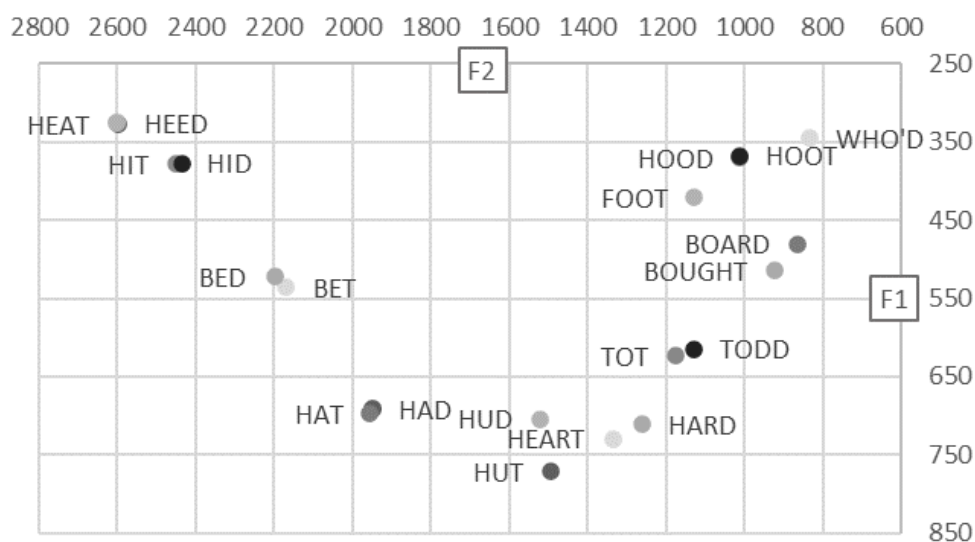 2800 2600 2400 2200 2000 1800 1600 1400 1200 1000 800 600
F2
250
HEAT HEED
WHO'D
350
HIT HID
HOOD HOOT
FOOT
450
BOARD
BOUGHT
BED BET
F1
550
TOT TODD
650
HAT HAD HUD HARD
HEART
750
HUT
850